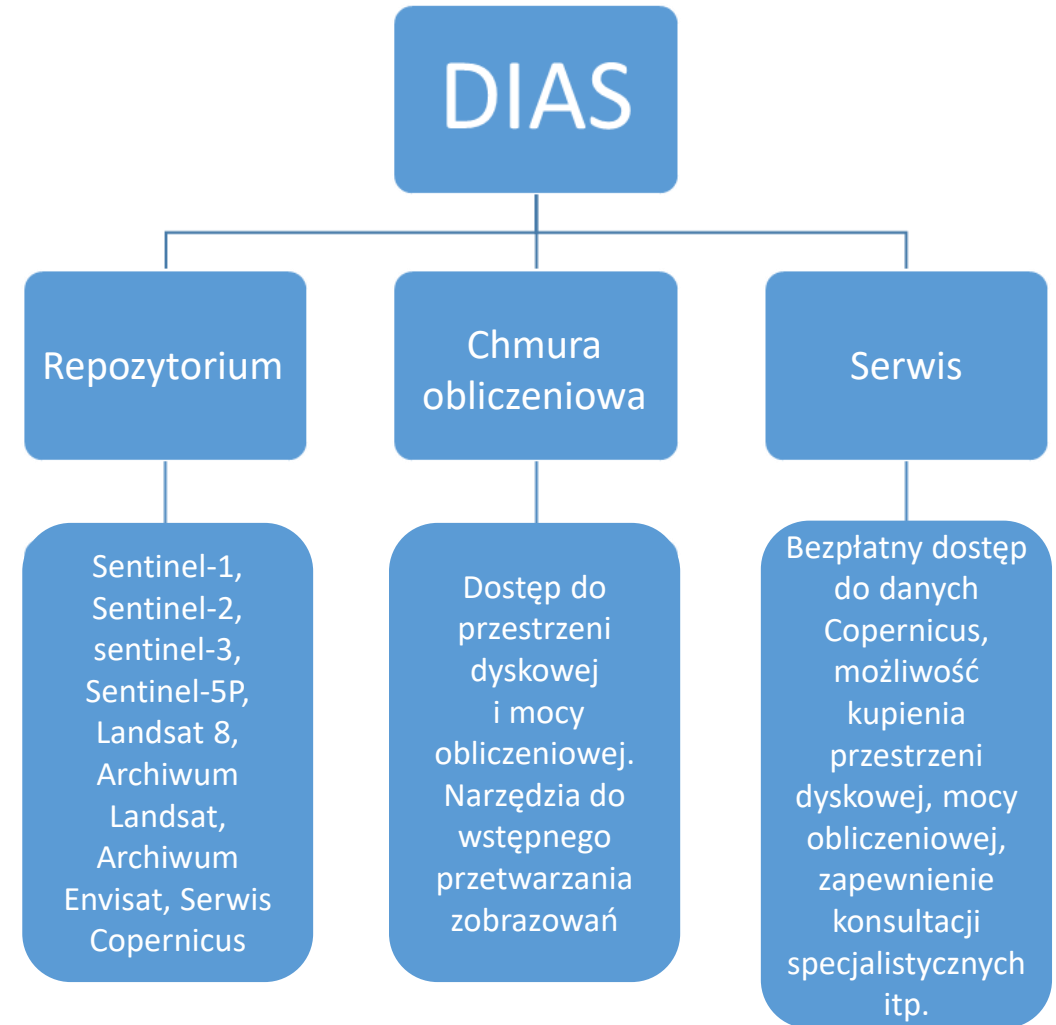 DIAS
Repozytorium
Chmura
obliczeniowa
Serwis
Sentinel-1,
Sentinel-2,
sentinel-3,
Sentinel-5P,
Landsat 8,
Archiwum
Landsat,
Archiwum
Envisat, Serwis
Copernicus
Dostęp do
przestrzeni
dyskowej
i mocy
obliczeniowej.
Narzędzia do
wstępnego
przetwarzania
zobrazowań
Bezpłatny dostęp
do danych
Copernicus,
możliwość
kupienia
przestrzeni
dyskowej, mocy
obliczeniowej,
zapewnienie
konsultacji
specjalistycznych
itp.